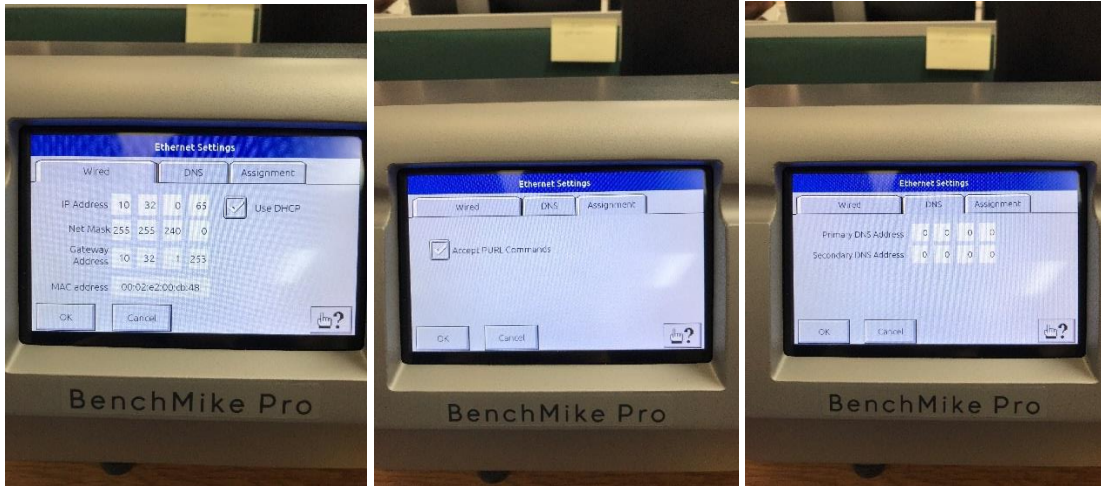 Ethernet Settings
Wired DNS Assignment
IP Address 10 32 0 65 Use DHCP
Net Mask 255 255 240 0
Gateway
Address 10 32 1 253
MAC address 00:02:e2:00:cb:48
OK Cancel ?
BenchMike Pro
Ethernet Settings
Wired DNS Assignment
Accept PURL Commands
OK Cancel ?
BenchMike Pro
Ethernet Settings
Wired DNS Assignment
Primary DNS Address 0 0 0 0
Secondary DNS Address 0 0 0 0
OK Cancel ?
BenchMike Pro